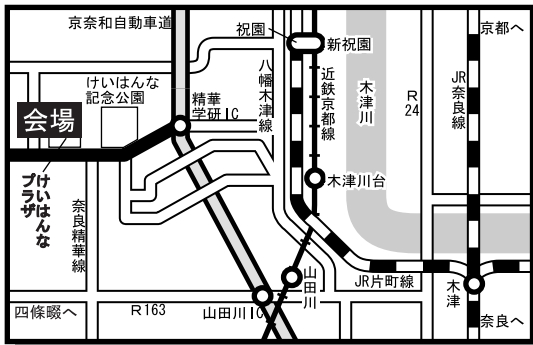 京奈和自動車道
祝園
新祝園
京都へ
けいはんな
記念公園
会場
精華
学研IC
八幡木津線
近鉄京都線
木津川
R
24
JR
奈良線
けいはんな
プラザ
奈良精華線
木津川台
山田川
JR片町線
木津
四條畷へ
R163
山田川IC
奈良へ